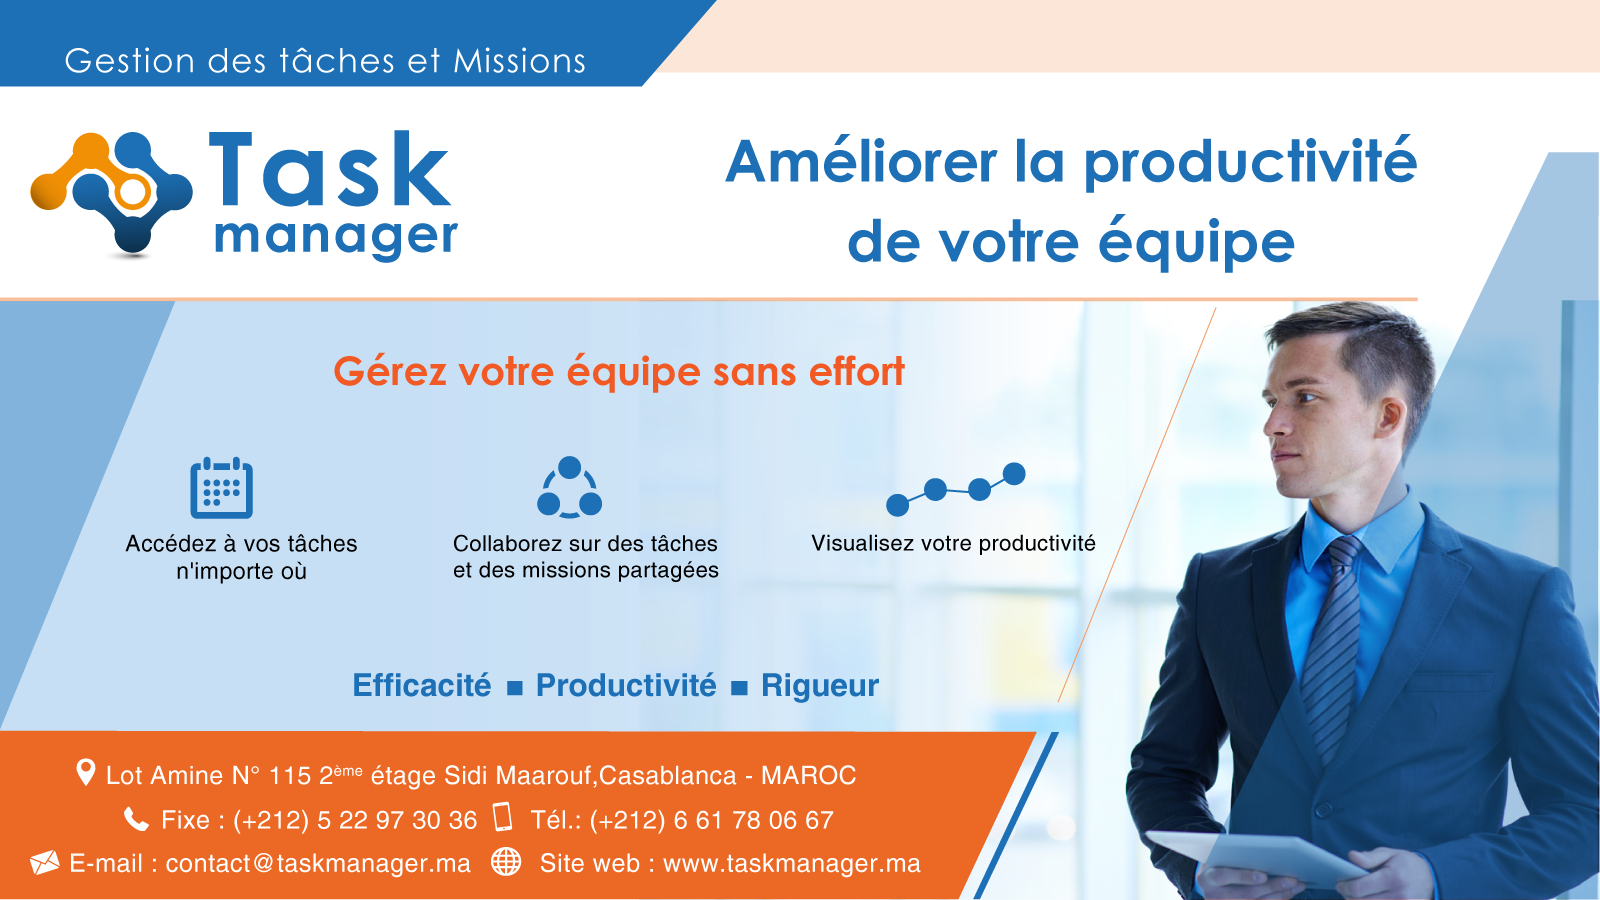 Gestion des tâches et Missions
Task
manager
Améliorer la productivité
de votre équipe
Gérez votre équipe sans effort
Accédez à vos tâches
n'importe où
Collaborez sur des tâches
et des missions partagées
Visualisez votre productivité
Efficacité ■ Productivité ■ Rigueur
Lot Amine N° 115 2ème étage Sidi Maarouf,Casablanca - MAROC
Fixe : (+212) 5 22 97 30 36 Tél.: (+212) 6 61 78 06 67
E-mail : contact@taskmanager.ma Site web : www.taskmanager.ma